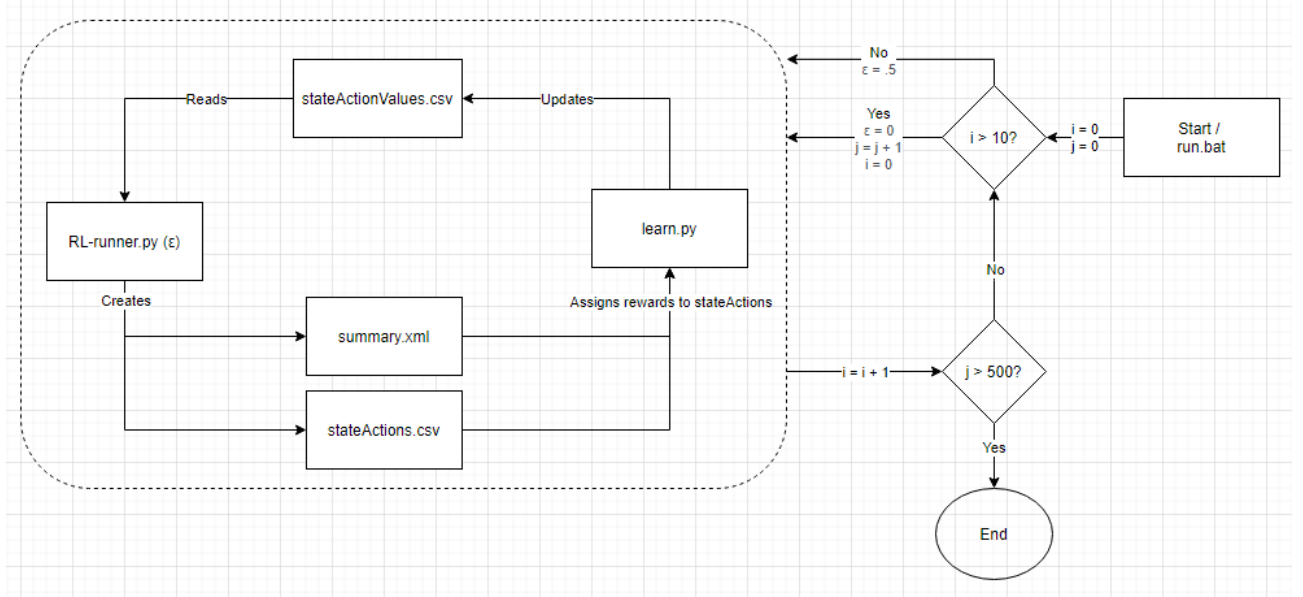 No
ε = .5
stateActionValues.csv
Reads
Updates
Yes
ε = 0
j = j + 1
i = 0
i > 10?
i = 0
j = 0
Start /
run.bat
RL-runner.py (ε)
learn.py
Creates
Assigns rewards to stateActions
No
summary.xml
i = i + 1
j > 500?
stateActions.csv
Yes
End